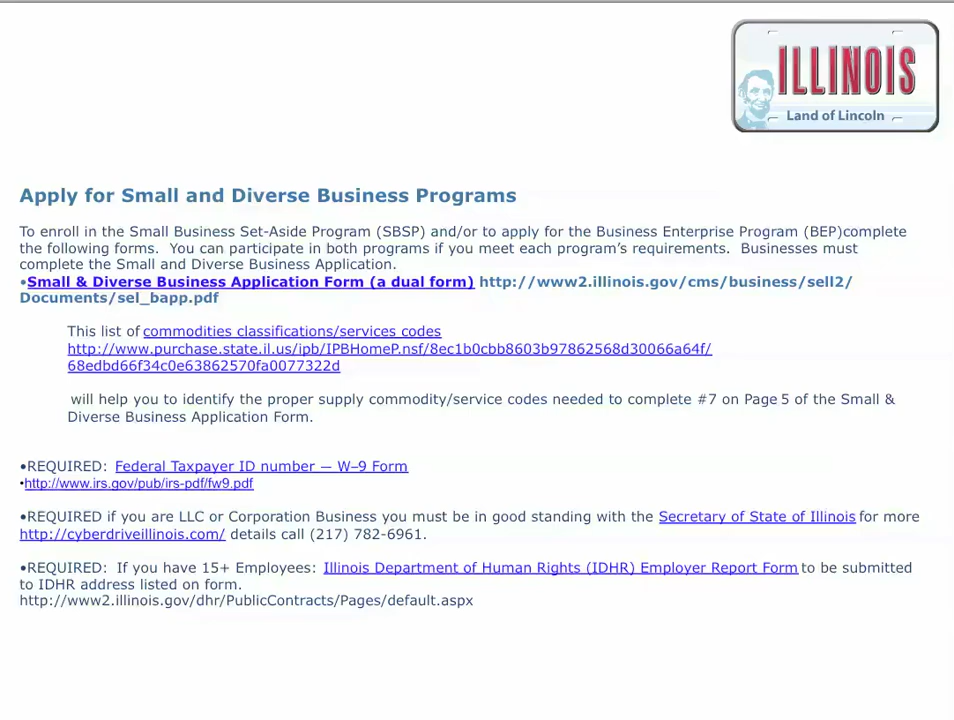 ILLINOIS
Land of Lincoln
Apply for Small and Diverse Business Programs
To enroll in the Small Business Set-Aside Program (SBSP) and/or to apply for the Business Enterprise Program (BEP)complete
the following forms.  You can participate in both programs if you meet each program's requirements.  Businesses must
complete the Small and Diverse Business Application.
•Small & Diverse Business Application Form (a dual form) http://www2.illinois.gov/cms/business/sell2/
Documents/sel_bapp.pdf
This list of commodities classifications/services codes
http://www.purchase.state.il.us/ipb/IPBHomeP.nsf/8ec1b0cbb8603b97862568d30066a64f/
68edbd66f34c0e63862570fa0077322d
will help you to identify the proper supply commodity/service codes needed to complete #7 on Page 5 of the Small &
Diverse Business Application Form.
•REQUIRED:  Federal Taxpayer ID number — W–9 Form
•http://www.irs.gov/pub/irs-pdf/fw9.pdf
•REQUIRED if you are LLC or Corporation Business you must be in good standing with the Secretary of State of Illinois for more
http://cyberdriveillinois.com/ details call (217) 782-6961.
•REQUIRED:  If you have 15+ Employees: Illinois Department of Human Rights (IDHR) Employer Report Form to be submitted
to IDHR address listed on form.
http://www2.illinois.gov/dhr/PublicContracts/Pages/default.aspx